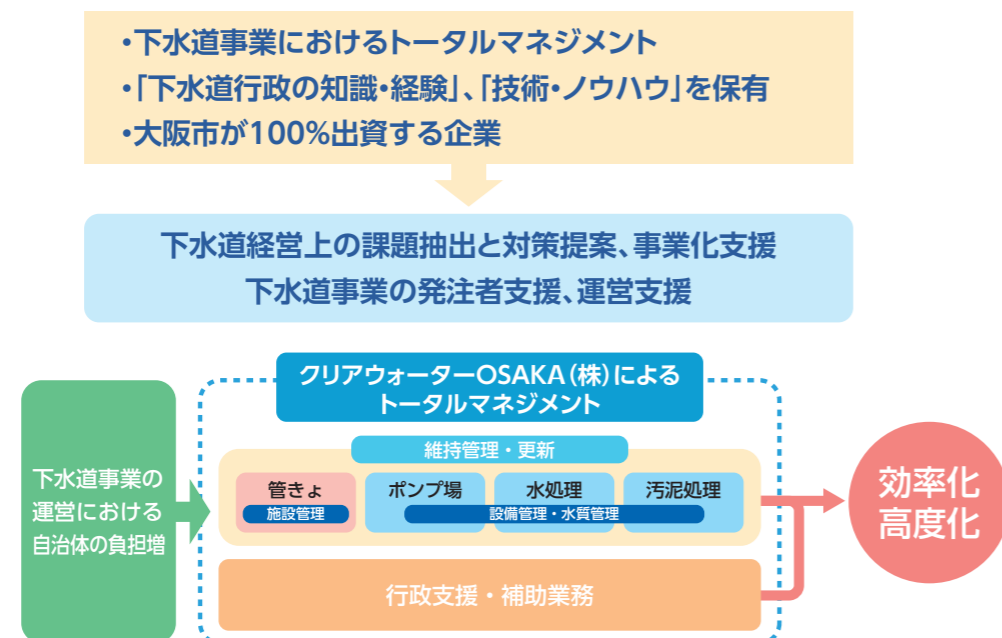 ・下水道事業におけるトータルマネジメント
・「下水道行政の知識・経験」、「技術・ノウハウ」を保有
・大阪市が100%出資する企業
下水道経営上の課題抽出と対策提案、事業化支援
下水道事業の発注者支援、運営支援
クリアウォーターOSAKA(株)による
トータルマネジメント
下水道事業の
運営における
自治体の負担増
維持管理・更新
管きょ
施設管理
ポンプ場
水処理
汚泥処理
設備管理・水質管理
行政支援・補助業務
効率化
高度化